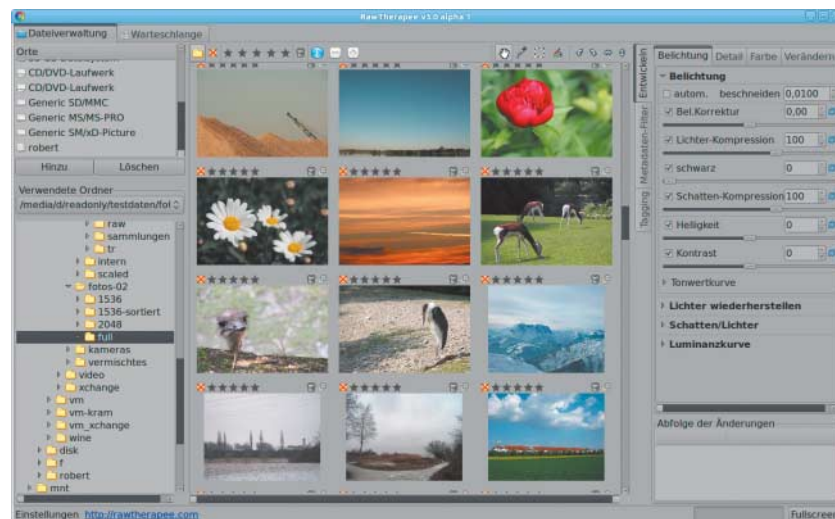 RawTherapee v3.0 alpha 1
Dateiverwaltung
Warteschlange
Orte
CD/DVD-Laufwerk
CD/DVD-Laufwerk
Generic SD/MMC
Generic MS/MS-PRO
Generic SM/xD-Picture
robert
Hinzu
Löschen
Verwendete Ordner
/media/d/readonly/testdaten/fot
raw
sammlungen
tr
intern
scaled
fotos-02
1536
1536-sortiert
2048
full
kameras
vermischtes
video
xchange
vm
vm-kram
vm_xchange
wine
disk
f
robert
mnt
Entwickeln
Metadaten-Filter
Tagging
Belichtung
Detail
Farbe
Verändern
Belichtung
autom.
beschneiden
0,0100
Bel.Korrektur
0,00
Lichter-Kompression
100
schwarz
0
Schatten-Kompression
100
Helligkeit
0
Kontrast
0
Tonwertkurve
Lichter wiederherstellen
Schatten/Lichter
Luminanzkurve
Abfolge der Änderungen
Einstellungen
http://rawtherapee.com
Fullscreen